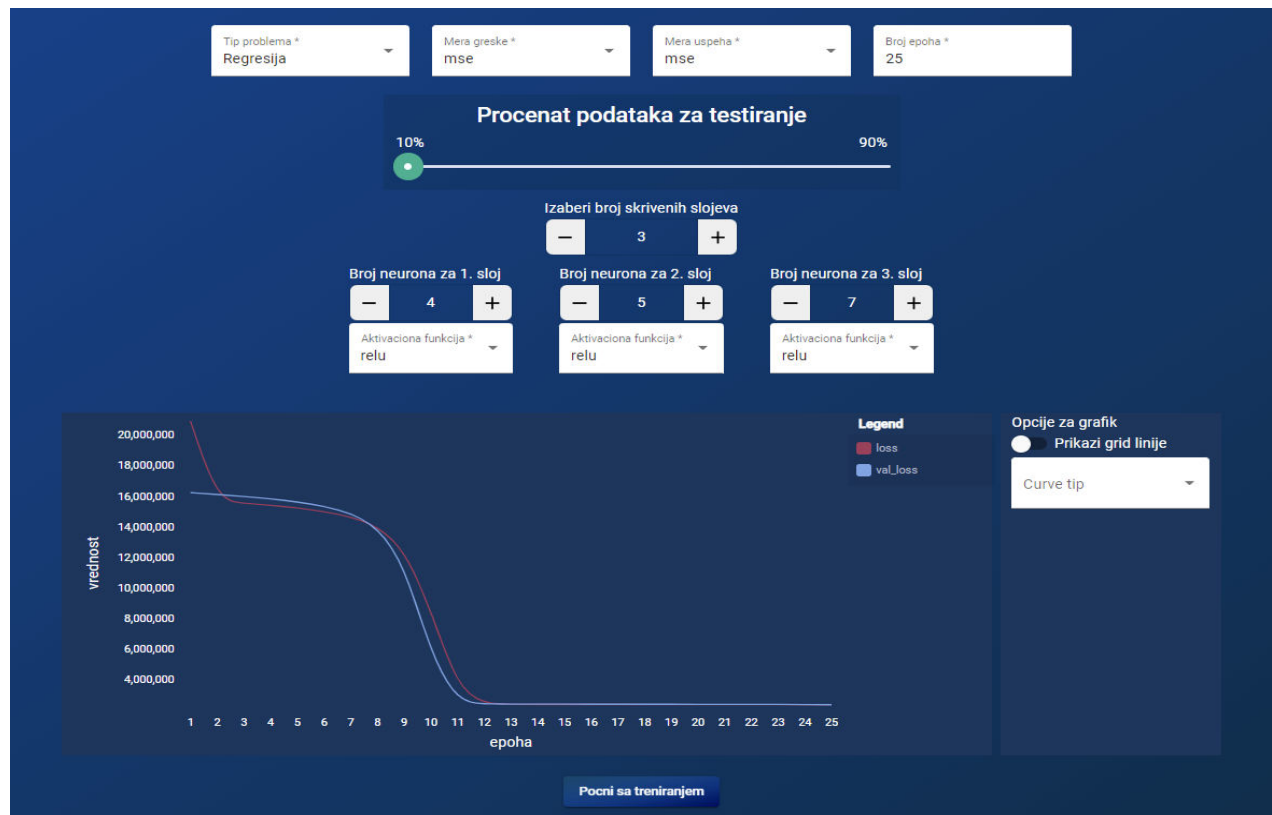 Tip problema *
Regresija
Mera greske *
mse
Mera uspeha *
mse
Broj epoha *
25
Procenat podataka za testiranje
10%
90%
Izaberi broj skrivenih slojeva
− 3 +
Broj neurona za 1. sloj
− 4 +
Aktivaciona funkcija *
relu
Broj neurona za 2. sloj
− 5 +
Aktivaciona funkcija *
relu
Broj neurona za 3. sloj
− 7 +
Aktivaciona funkcija *
relu
20,000,000
18,000,000
16,000,000
14,000,000
12,000,000
10,000,000
8,000,000
6,000,000
4,000,000
vrednost
1 2 3 4 5 6 7 8 9 10 11 12 13 14 15 16 17 18 19 20 21 22 23 24 25
epoha
Legend
loss
val_loss
Opcije za grafik
Prikazi grid linije
Curve tip
Pocni sa treniranjem